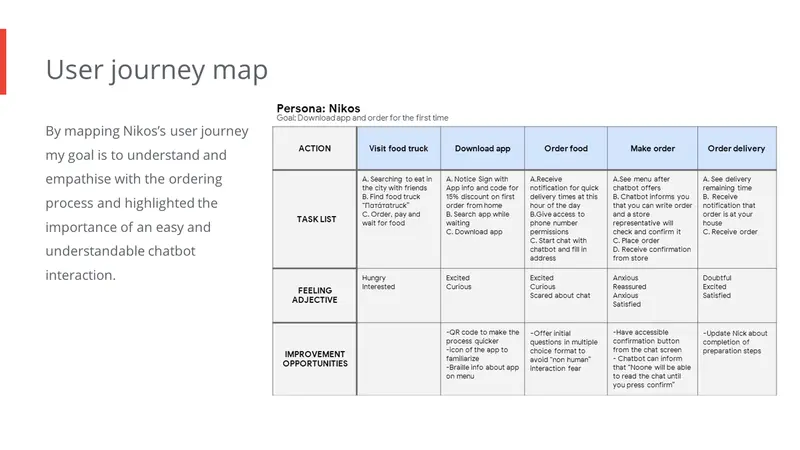 User journey map
By mapping Nikos's user journey
my goal is to understand and
empathise with the ordering
process and highlighted the
importance of an easy and
understandable chatbot
interaction.
Persona: Nikos
Goal: Download app and order for the first time
ACTION
Visit food truck
Download app
Order food
Make order
Order delivery
TASK LIST
A. Searching to eat in
the city with friends
B. Find food truck
"Πατάταtruck"
C. Order, pay and
wait for food
A. Notice Sign with
App info and code for
15% discount on first
order from home
B. Search app while
waiting
C. Download app
A.Receive
notification for quick
delivery times at this
hour of the day
B.Give access to
phone number
permissions
C. Start chat with
chatbot and fill in
address
A.See menu after
chatbot offers
B. Chatbot informs you
that you can write order
and a store
representative will
check and confirm it
C. Place order
D. Receive confirmation
from store
A. See delivery
remaining time
B. Receive
notification that
order is at your
house
C. Receive order
FEELING
ADJECTIVE
Hungry
Interested
Excited
Curious
Excited
Curious
Scared about chat
Anxious
Reassured
Anxious
Satisfied
Doubtful
Excited
Satisfied
IMPROVEMENT
OPPORTUNITIES
-QR code to make the
process quicker
-icon of the app to
familiarize
-Braille info about app
on menu
-Offer initial
questions in multiple
choice format to
avoid "non human"
interaction fear
-Have accessible
confirmation button
from the chat screen
- Chatbot can inform
that "Noone will be able
to read the chat until
you press confirm"
-Update Nick about
completion of
preparation steps